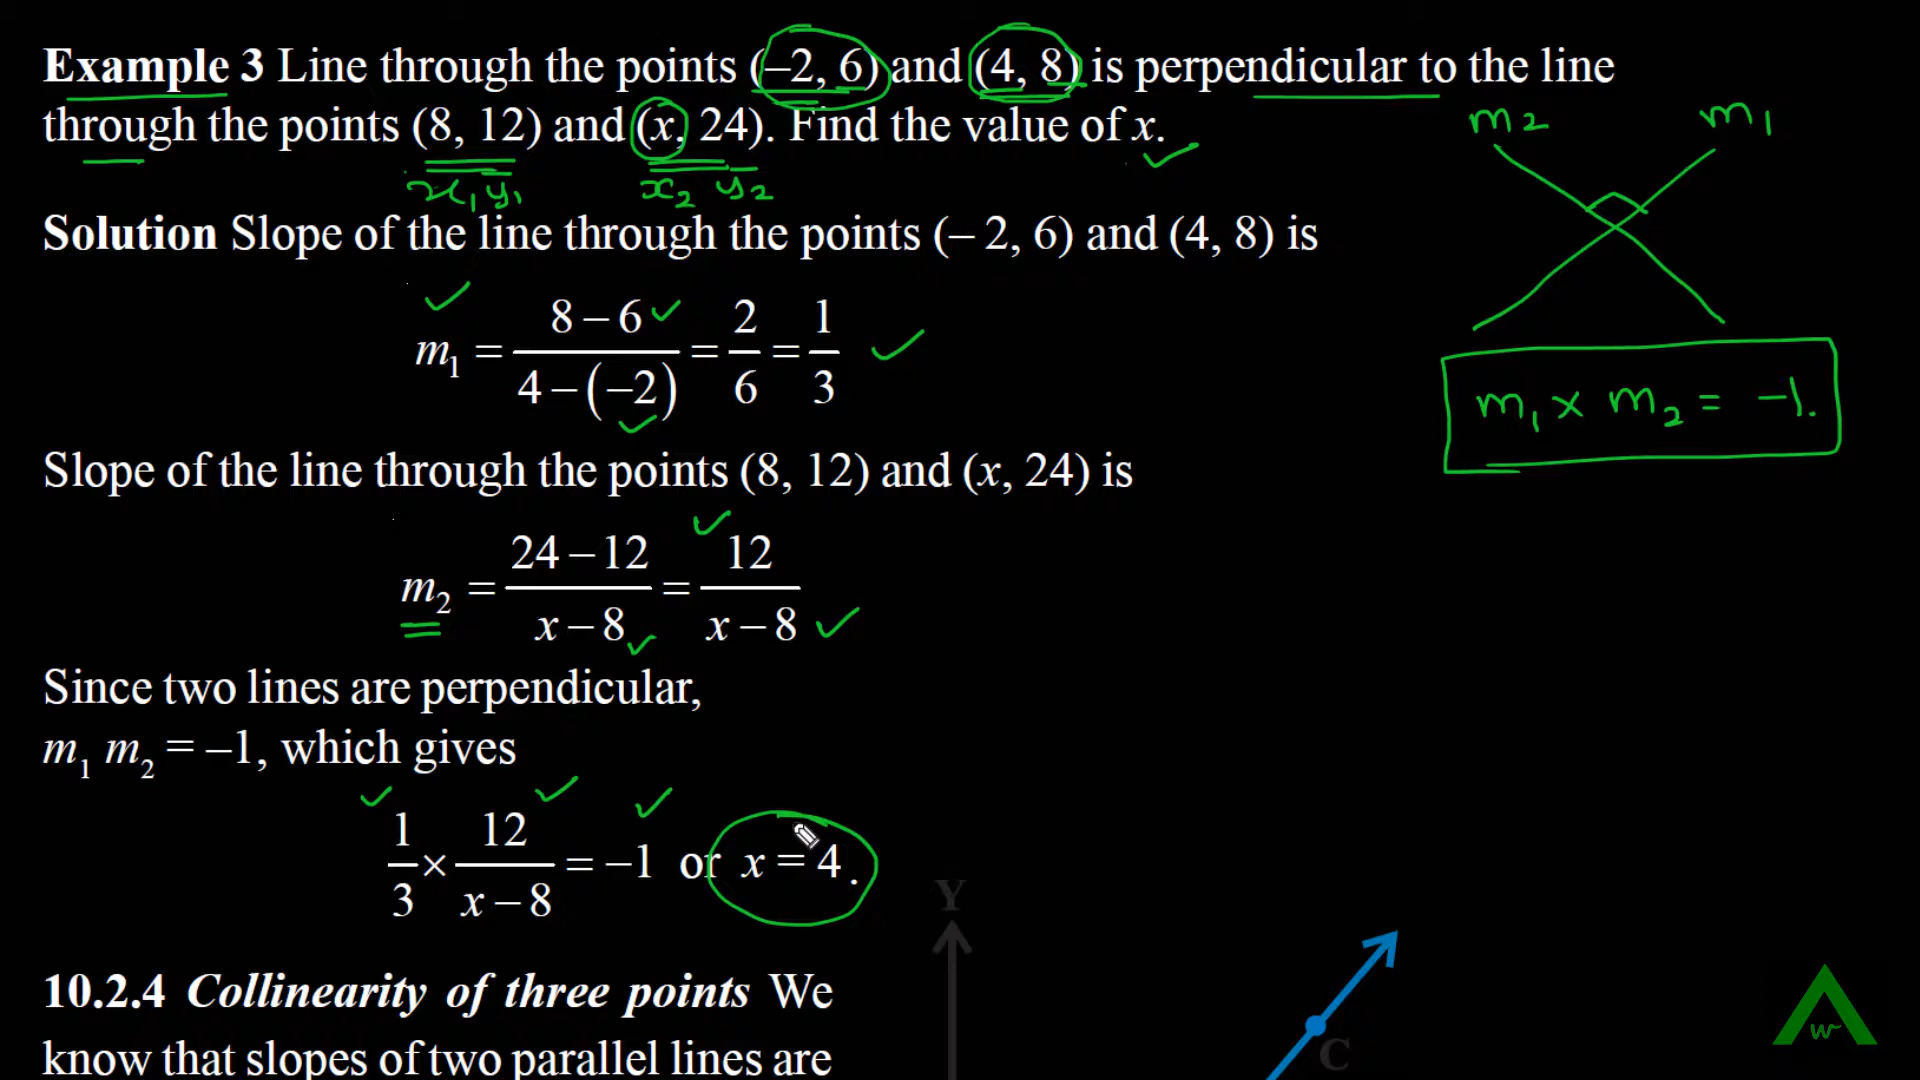 Example 3 Line through the points (–2, 6) and (4, 8) is perpendicular to the line
through the points (8, 12) and (x, 24). Find the value of x.
m2 m1
x1 y1 x2 y2
Solution Slope of the line through the points (– 2, 6) and (4, 8) is
m₁ = (8 – 6)/(4 – (–2)) = 2/6 = 1/3
m₁ × m₂ = –1.
Slope of the line through the points (8, 12) and (x, 24) is
m₂ = (24 – 12)/(x – 8) = 12/(x – 8)
Since two lines are perpendicular,
m₁ m₂ = –1, which gives
1/3 × 12/(x – 8) = –1 or x = 4.
Y
10.2.4 Collinearity of three points We
know that slopes of two parallel lines are
C
w